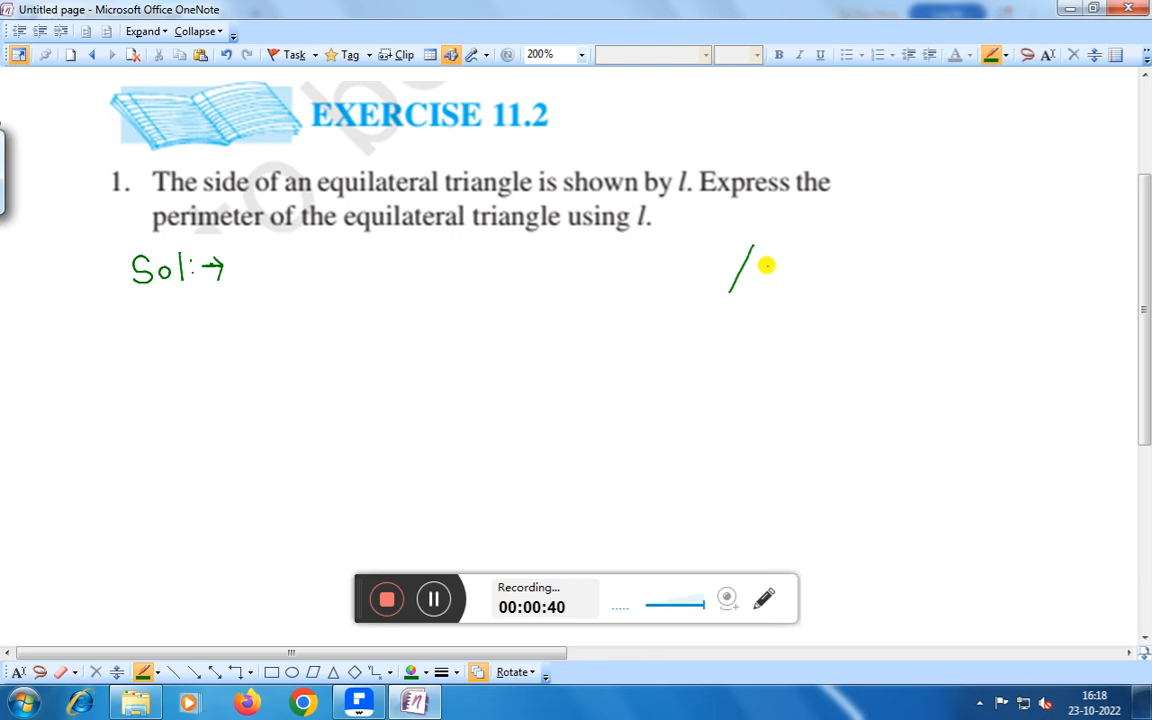 Untitled page - Microsoft Office OneNote
Expand Collapse
Task Tag Clip 200% B I U A
EXERCISE 11.2
1. The side of an equilateral triangle is shown by l. Express the
perimeter of the equilateral triangle using l.
Sol:→
Recording...
00:00:40
Rotate
16:18
23-10-2022